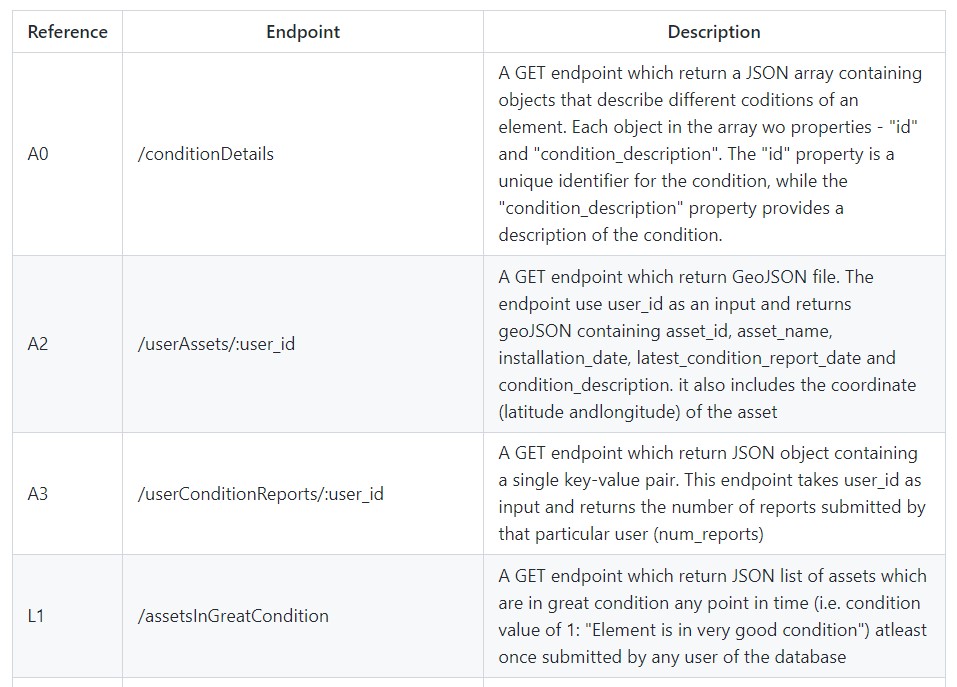 Reference Endpoint Description
A0
/conditionDetails
A GET endpoint which return a JSON array containing
objects that describe different coditions of an
element. Each object in the array wo properties - "id"
and "condition_description". The "id" property is a
unique identifier for the condition, while the
"condition_description" property provides a
description of the condition.
A2
/userAssets/:user_id
A GET endpoint which return GeoJSON file. The
endpoint use user_id as an input and returns
geoJSON containing asset_id, asset_name,
installation_date, latest_condition_report_date and
condition_description. it also includes the coordinate
(latitude andlongitude) of the asset
A3
/userConditionReports/:user_id
A GET endpoint which return JSON object containing
a single key-value pair. This endpoint takes user_id as
input and returns the number of reports submitted by
that particular user (num_reports)
L1
/assetsInGreatCondition
A GET endpoint which return JSON list of assets which
are in great condition any point in time (i.e. condition
value of 1: "Element is in very good condition") atleast
once submitted by any user of the database